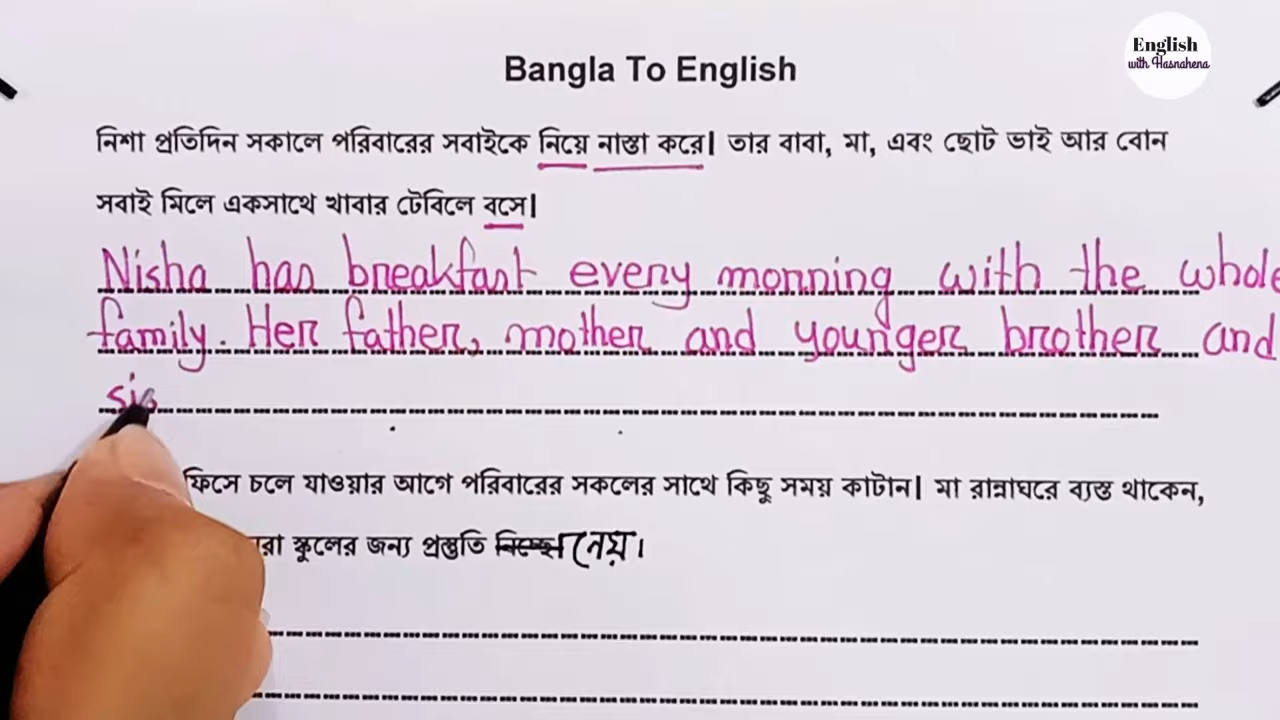 English
with Hasnahena
Bangla To English
নিশা প্রতিদিন সকালে পরিবারের সবাইকে নিয়ে নাস্তা করে। তার বাবা, মা, এবং ছোট ভাই আর বোন
সবাই মিলে একসাথে খাবার টেবিলে বসে।
Nisha has breakfast every morning with the whole
family. Her father, mother and younger brother and
sis
ফিসে চলে যাওয়ার আগে পরিবারের সকলের সাথে কিছু সময় কাটান। মা রান্নাঘরে ব্যস্ত থাকেন,
রা স্কুলের জন্য প্রস্তুতি নিচ্ছে নেয়।